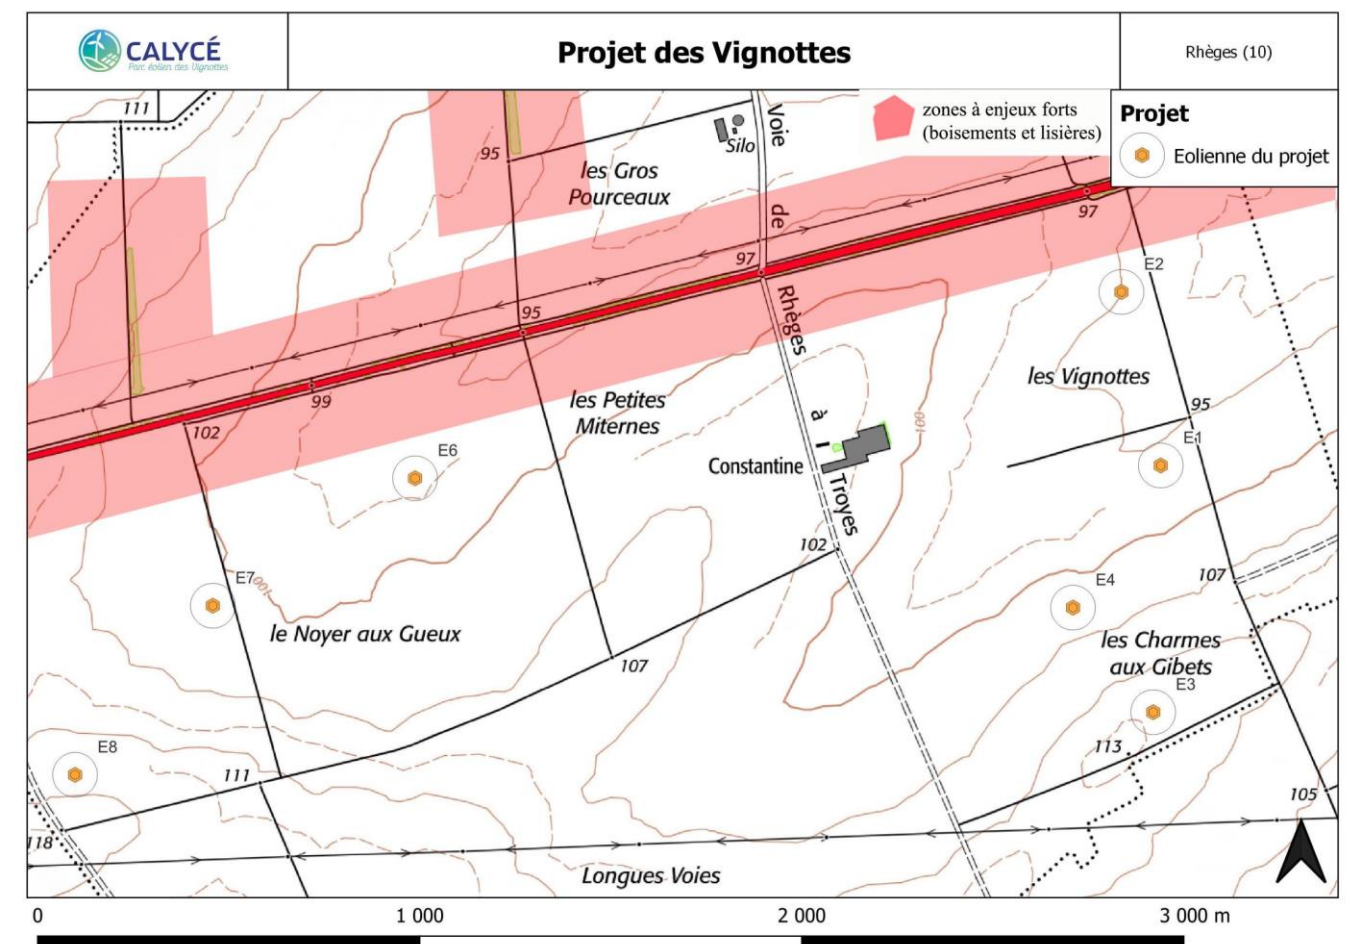 CALYCÉ
Parc éolien des Vignottes
Projet des Vignottes
Rhèges (10)
zones à enjeux forts
(boisements et lisières)
Projet
Eolienne du projet
111
Voie
de
Rhèges
à
Troyes
Silo
95
les Gros
Pourceaux
97
97
E2
95
99
102
les Petites
Miternes
les Vignottes
95
100
E6
Constantine
E1
102
107
E7
100
E4
le Noyer aux Gueux
les Charmes
aux Gibets
107
E3
E8
111
113
105
118
Longues Voies
0
1 000
2 000
3 000 m